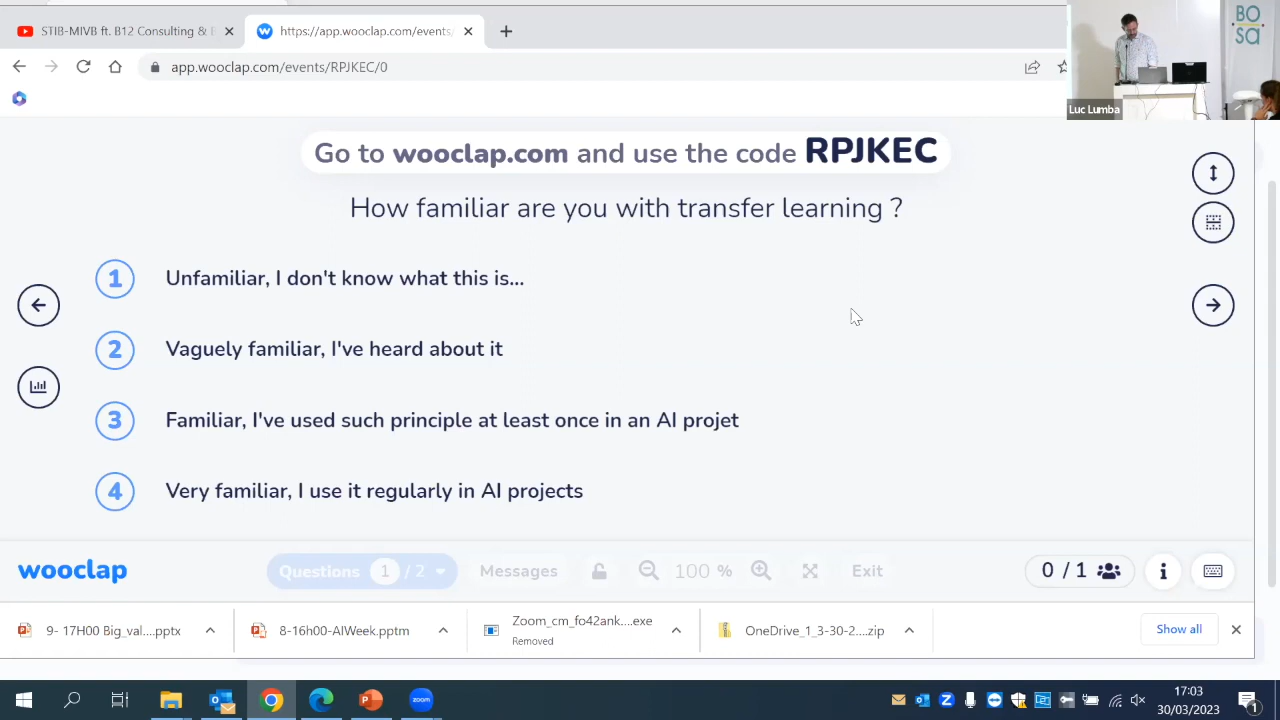 STIB-MIVB ft. B12 Consulting &
https://app.wooclap.com/events/
app.wooclap.com/events/RPJKEC/0
BO
SA
Luc Lumba
Go to wooclap.com and use the code RPJKEC
How familiar are you with transfer learning ?
1 Unfamiliar, I don't know what this is...
2 Vaguely familiar, I've heard about it
3 Familiar, I've used such principle at least once in an AI projet
4 Very familiar, I use it regularly in AI projects
wooclap
Questions 1 / 2
Messages
100 %
Exit
0 / 1
9- 17H00 Big_val....pptx
8-16h00-AIWeek.pptm
Zoom_cm_fo42ank....exe
Removed
OneDrive_1_3-30-2....zip
Show all
zoom
17:03
30/03/2023
1